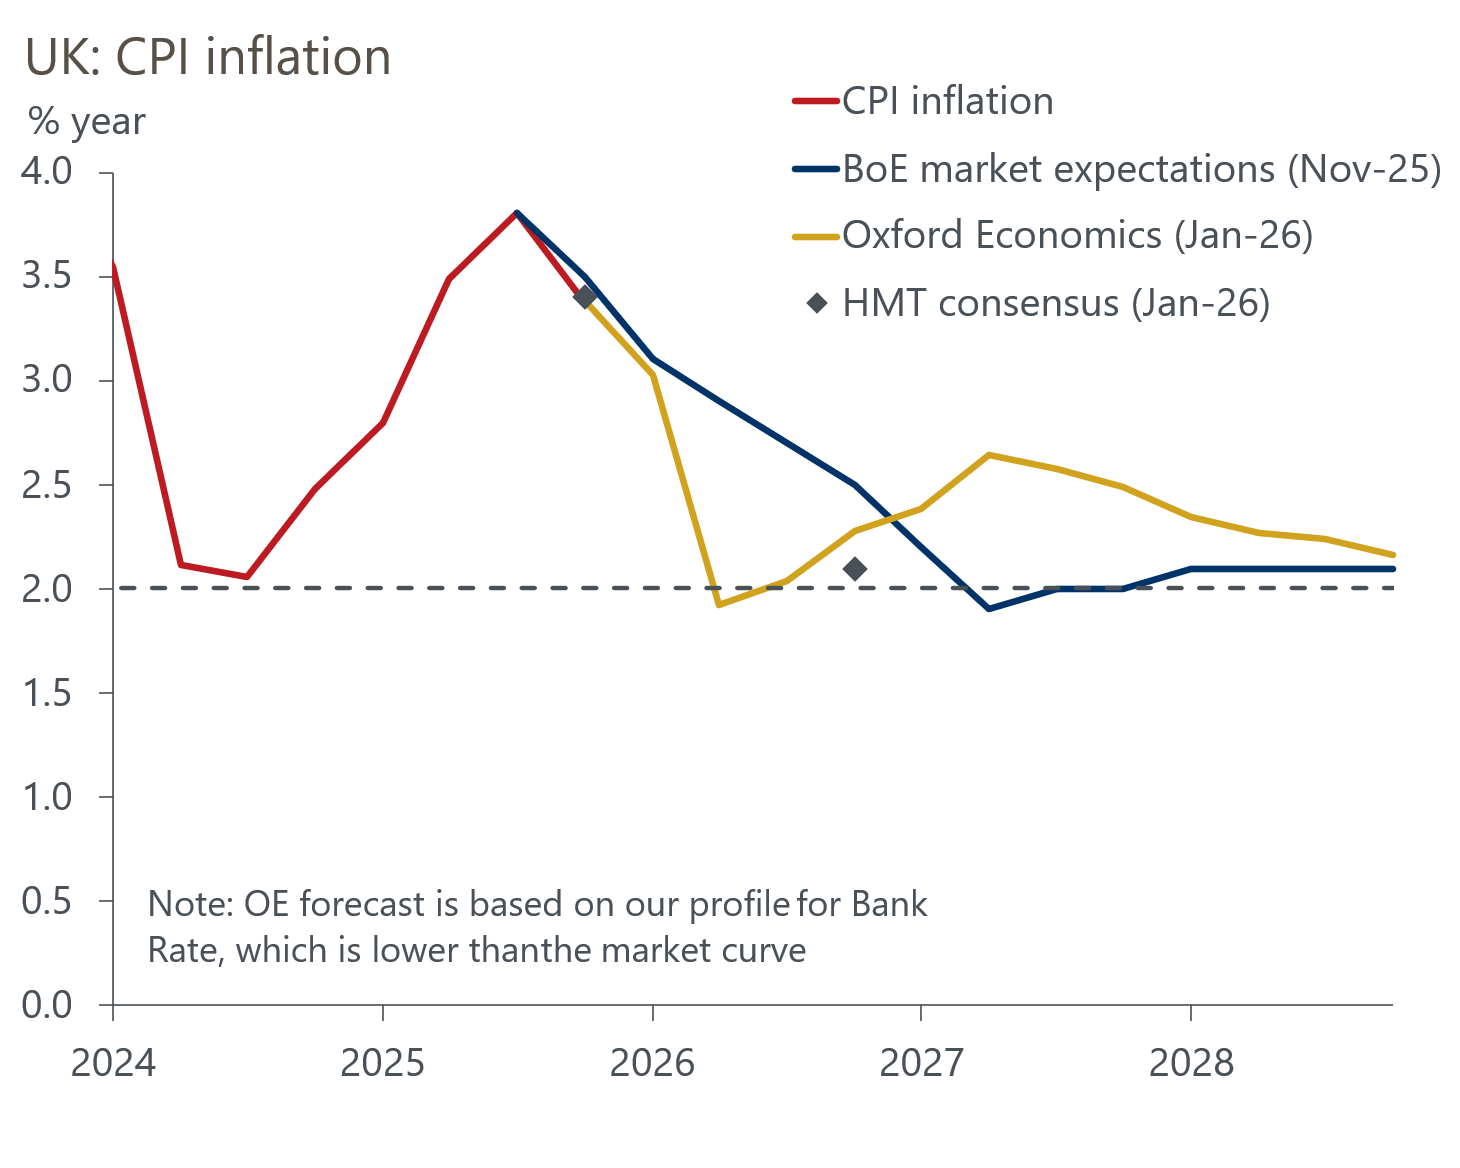 UK: CPI inflation
% year
CPI inflation
BoE market expectations (Nov-25)
Oxford Economics (Jan-26)
HMT consensus (Jan-26)
4.0
3.5
3.0
2.5
2.0
1.5
1.0
0.5
0.0
Note: OE forecast is based on our profile for Bank
Rate, which is lower thanthe market curve
2024 2025 2026 2027 2028